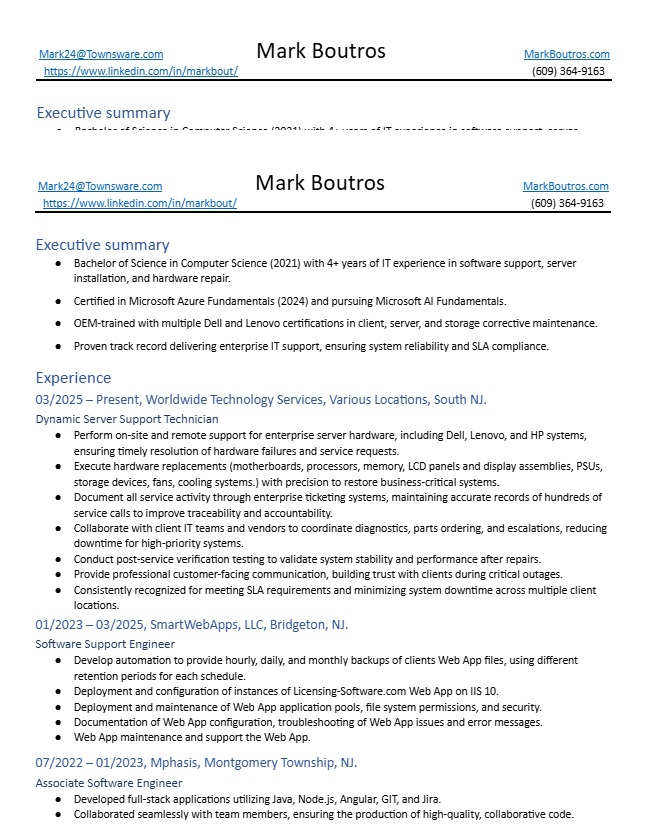 Mark24@Townsware.com Mark Boutros MarkBoutros.com
https://www.linkedin.com/in/markbout/ (609) 364-9163
Executive summary
• Bachelor of Science in Computer Science (2021) with 4+ years of IT experience in software support, server
Mark24@Townsware.com Mark Boutros MarkBoutros.com
https://www.linkedin.com/in/markbout/ (609) 364-9163
Executive summary
• Bachelor of Science in Computer Science (2021) with 4+ years of IT experience in software support, server
installation, and hardware repair.
• Certified in Microsoft Azure Fundamentals (2024) and pursuing Microsoft AI Fundamentals.
• OEM-trained with multiple Dell and Lenovo certifications in client, server, and storage corrective maintenance.
• Proven track record delivering enterprise IT support, ensuring system reliability and SLA compliance.
Experience
03/2025 – Present, Worldwide Technology Services, Various Locations, South NJ.
Dynamic Server Support Technician
• Perform on-site and remote support for enterprise server hardware, including Dell, Lenovo, and HP systems,
ensuring timely resolution of hardware failures and service requests.
• Execute hardware replacements (motherboards, processors, memory, LCD panels and display assemblies, PSUs,
storage devices, fans, cooling systems.) with precision to restore business-critical systems.
• Document all service activity through enterprise ticketing systems, maintaining accurate records of hundreds of
service calls to improve traceability and accountability.
• Collaborate with client IT teams and vendors to coordinate diagnostics, parts ordering, and escalations, reducing
downtime for high-priority systems.
• Conduct post-service verification testing to validate system stability and performance after repairs.
• Provide professional customer-facing communication, building trust with clients during critical outages.
• Consistently recognized for meeting SLA requirements and minimizing system downtime across multiple client
locations.
01/2023 – 03/2025, SmartWebApps, LLC, Bridgeton, NJ.
Software Support Engineer
• Develop automation to provide hourly, daily, and monthly backups of clients Web App files, using different
retention periods for each schedule.
• Deployment and configuration of instances of Licensing-Software.com Web App on IIS 10.
• Deployment and maintenance of Web App application pools, file system permissions, and security.
• Documentation of Web App configuration, troubleshooting of Web App issues and error messages.
• Web App maintenance and support the Web App.
07/2022 – 01/2023, Mphasis, Montgomery Township, NJ.
Associate Software Engineer
• Developed full-stack applications utilizing Java, Node.js, Angular, GIT, and Jira.
• Collaborated seamlessly with team members, ensuring the production of high-quality, collaborative code.